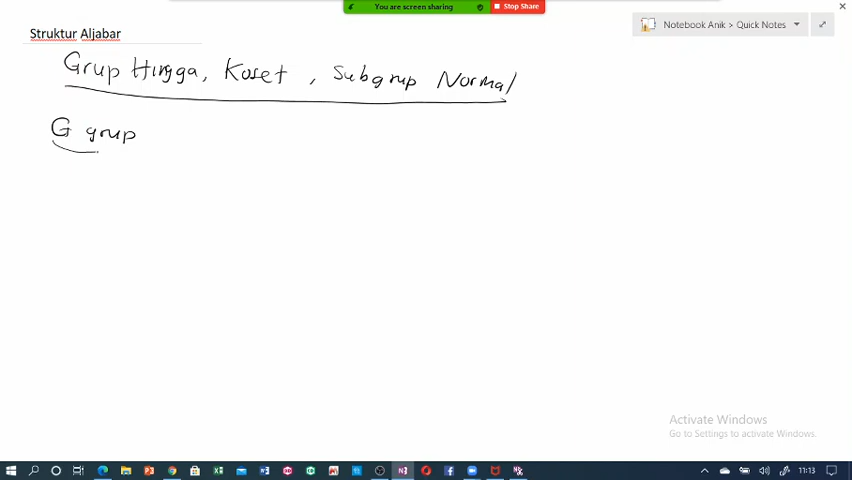 You are screen sharing Stop Share
Struktur Aljabar
Notebook Anik > Quick Notes
Grup Hingga, Koset, Subgrup Normal
G grup
Activate Windows
Go to Settings to activate Windows.
11:13